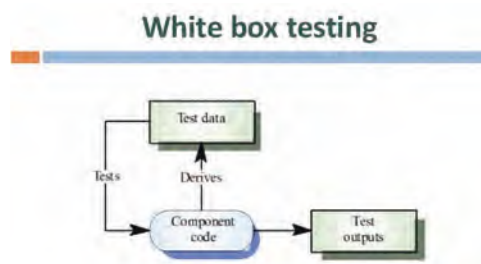 White box testing
Test data
Tests
Derives
Component
code
Test
outputs